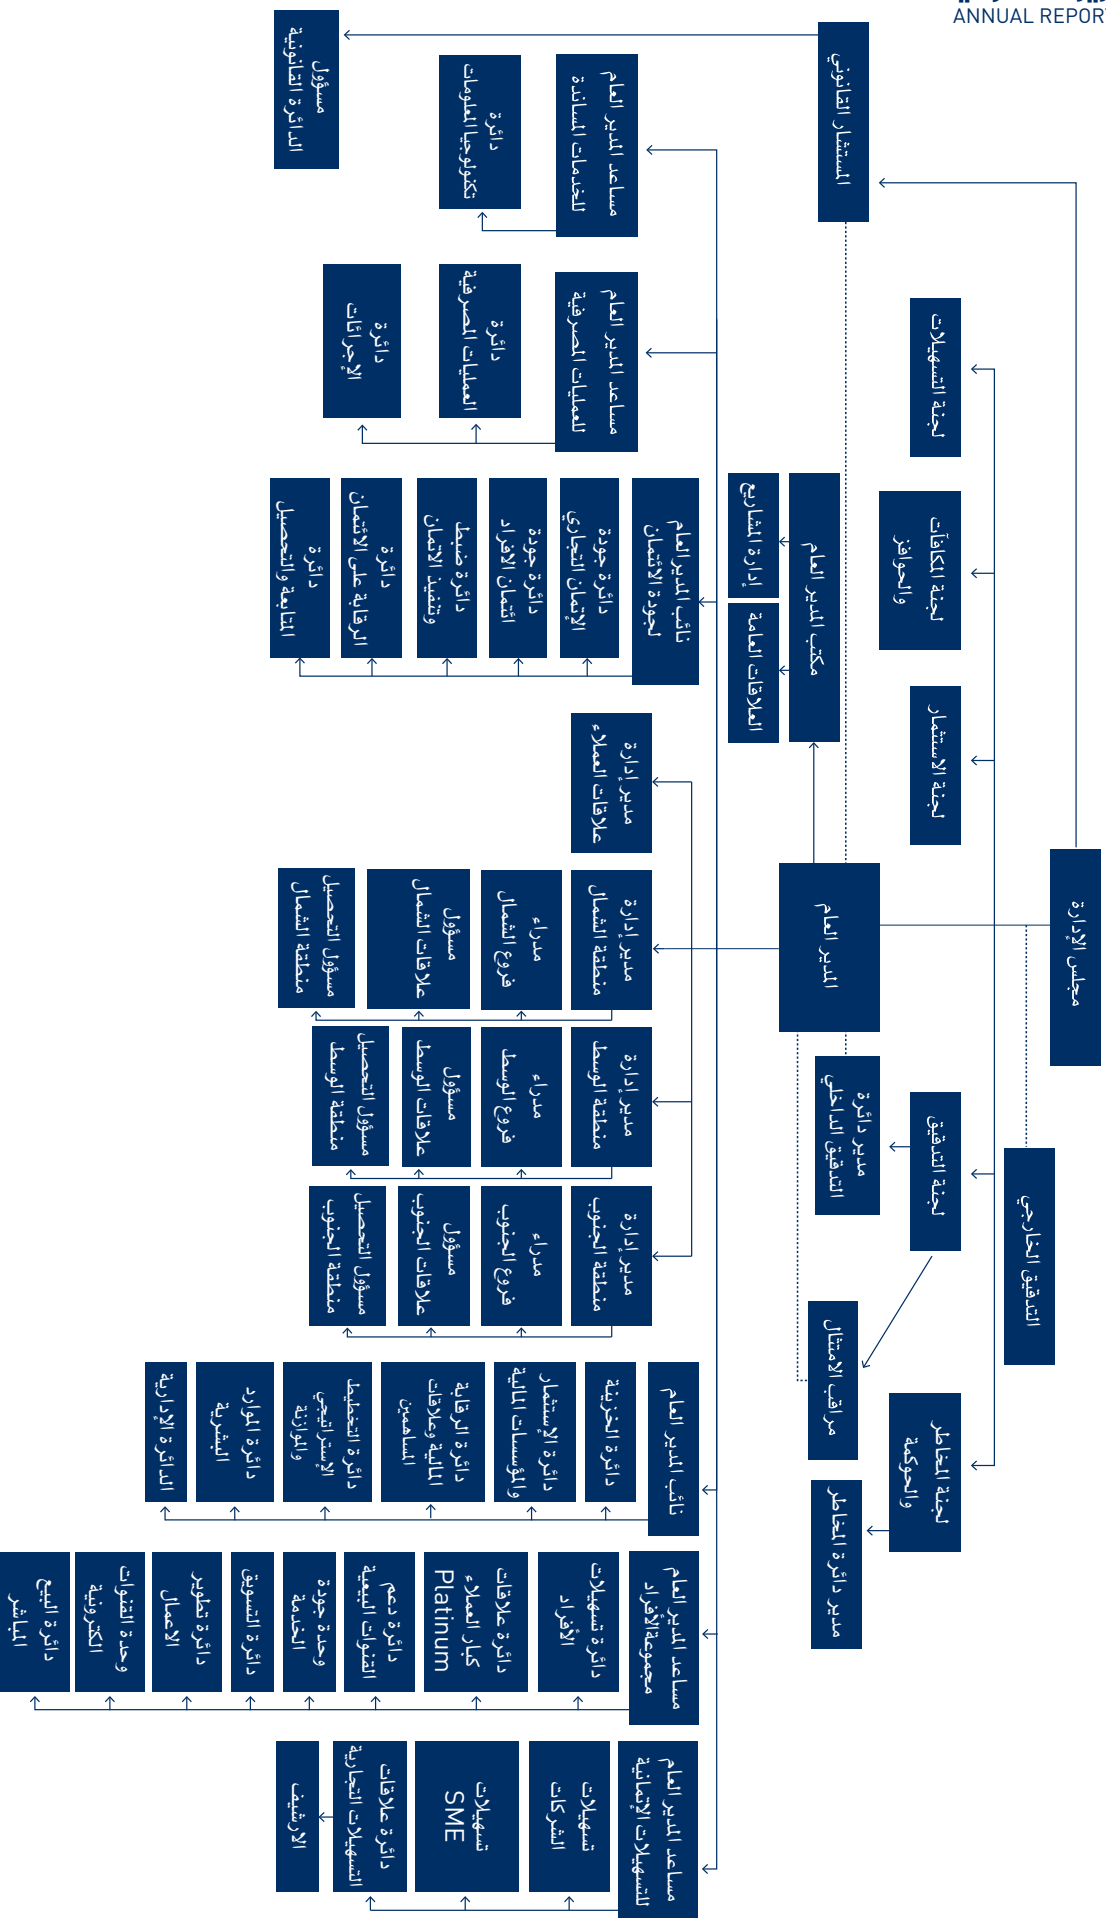 ANNUAL REPORT
مجلس الإدارة
المستشار القانوني
مسؤول
الدائرة القانونية
التدقيق الخارجي
لجنة التسهيلات
لجنة المكافآت
والحوافز
لجنة الاستثمار
لجنة التدقيق
مدير دائرة
التدقيق الداخلي
مراقب الامتثال
لجنة المخاطر
والحوكمة
مدير دائرة المخاطر
المدير العام
مكتب المدير العام
إدارة المشاريع
العلاقات العامة
مساعد المدير العام
للخدمات المساندة
دائرة
تكنولوجيا المعلومات
مساعد المدير العام
للعمليات المصرفية
دائرة
العمليات المصرفية
دائرة
الإجرائات
نائب المدير العام
لجودة الائتمان
دائرة جودة
الإتمان التجاري
دائرة جودة
ائتمان الافراد
دائرة ضبط
وتنفيذ الاتمان
دائرة
الرقابة على الائتمان
دائرة
المتابعة والتحصيل
مدير إدارة
علاقات العملاء
مدير إدارة
منطقة الشمال
مدراء
فروع الشمال
مسؤول
علاقات الشمال
مسؤول التحصيل
منطقة الشمال
مدير إدارة
منطقة الوسط
مدراء
فروع الوسط
مسؤول
علاقات الوسط
مسؤول التحصيل
منطقة الوسط
مدير إدارة
منطقة الجنوب
مدراء
فروع الجنوب
مسؤول
علاقات الجنوب
مسؤول التحصيل
منطقة الجنوب
نائب المدير العام
دائرة الخزينة
دائرة الإستثمار
والمؤسسات المالية
دائرة الرقابة
المالية وعلاقات
المساهمين
دائرة التخطيط
الإستراتيجي
والموازنة
دائرة الموارد
البشرية
الدائرة الإدارية
مساعد المدير العام
مجموعة الأفراد
دائرة تسهيلات
الأفراد
دائرة علاقات
كبار العملاء
Platinum
دائرة دعم
القنوات البيعية
وحدة جودة
الخدمة
دائرة التسويق
دائرة تطوير
الاعمال
وحدة القنوات
الكترونية
دائرة البيع
المباشر
مساعد المدير العام
للتسهيلات الإتمانية
تسهيلات
الشركات
تسهيلات
SME
دائرة علاقات
التسهيلات التجارية
الارشيف